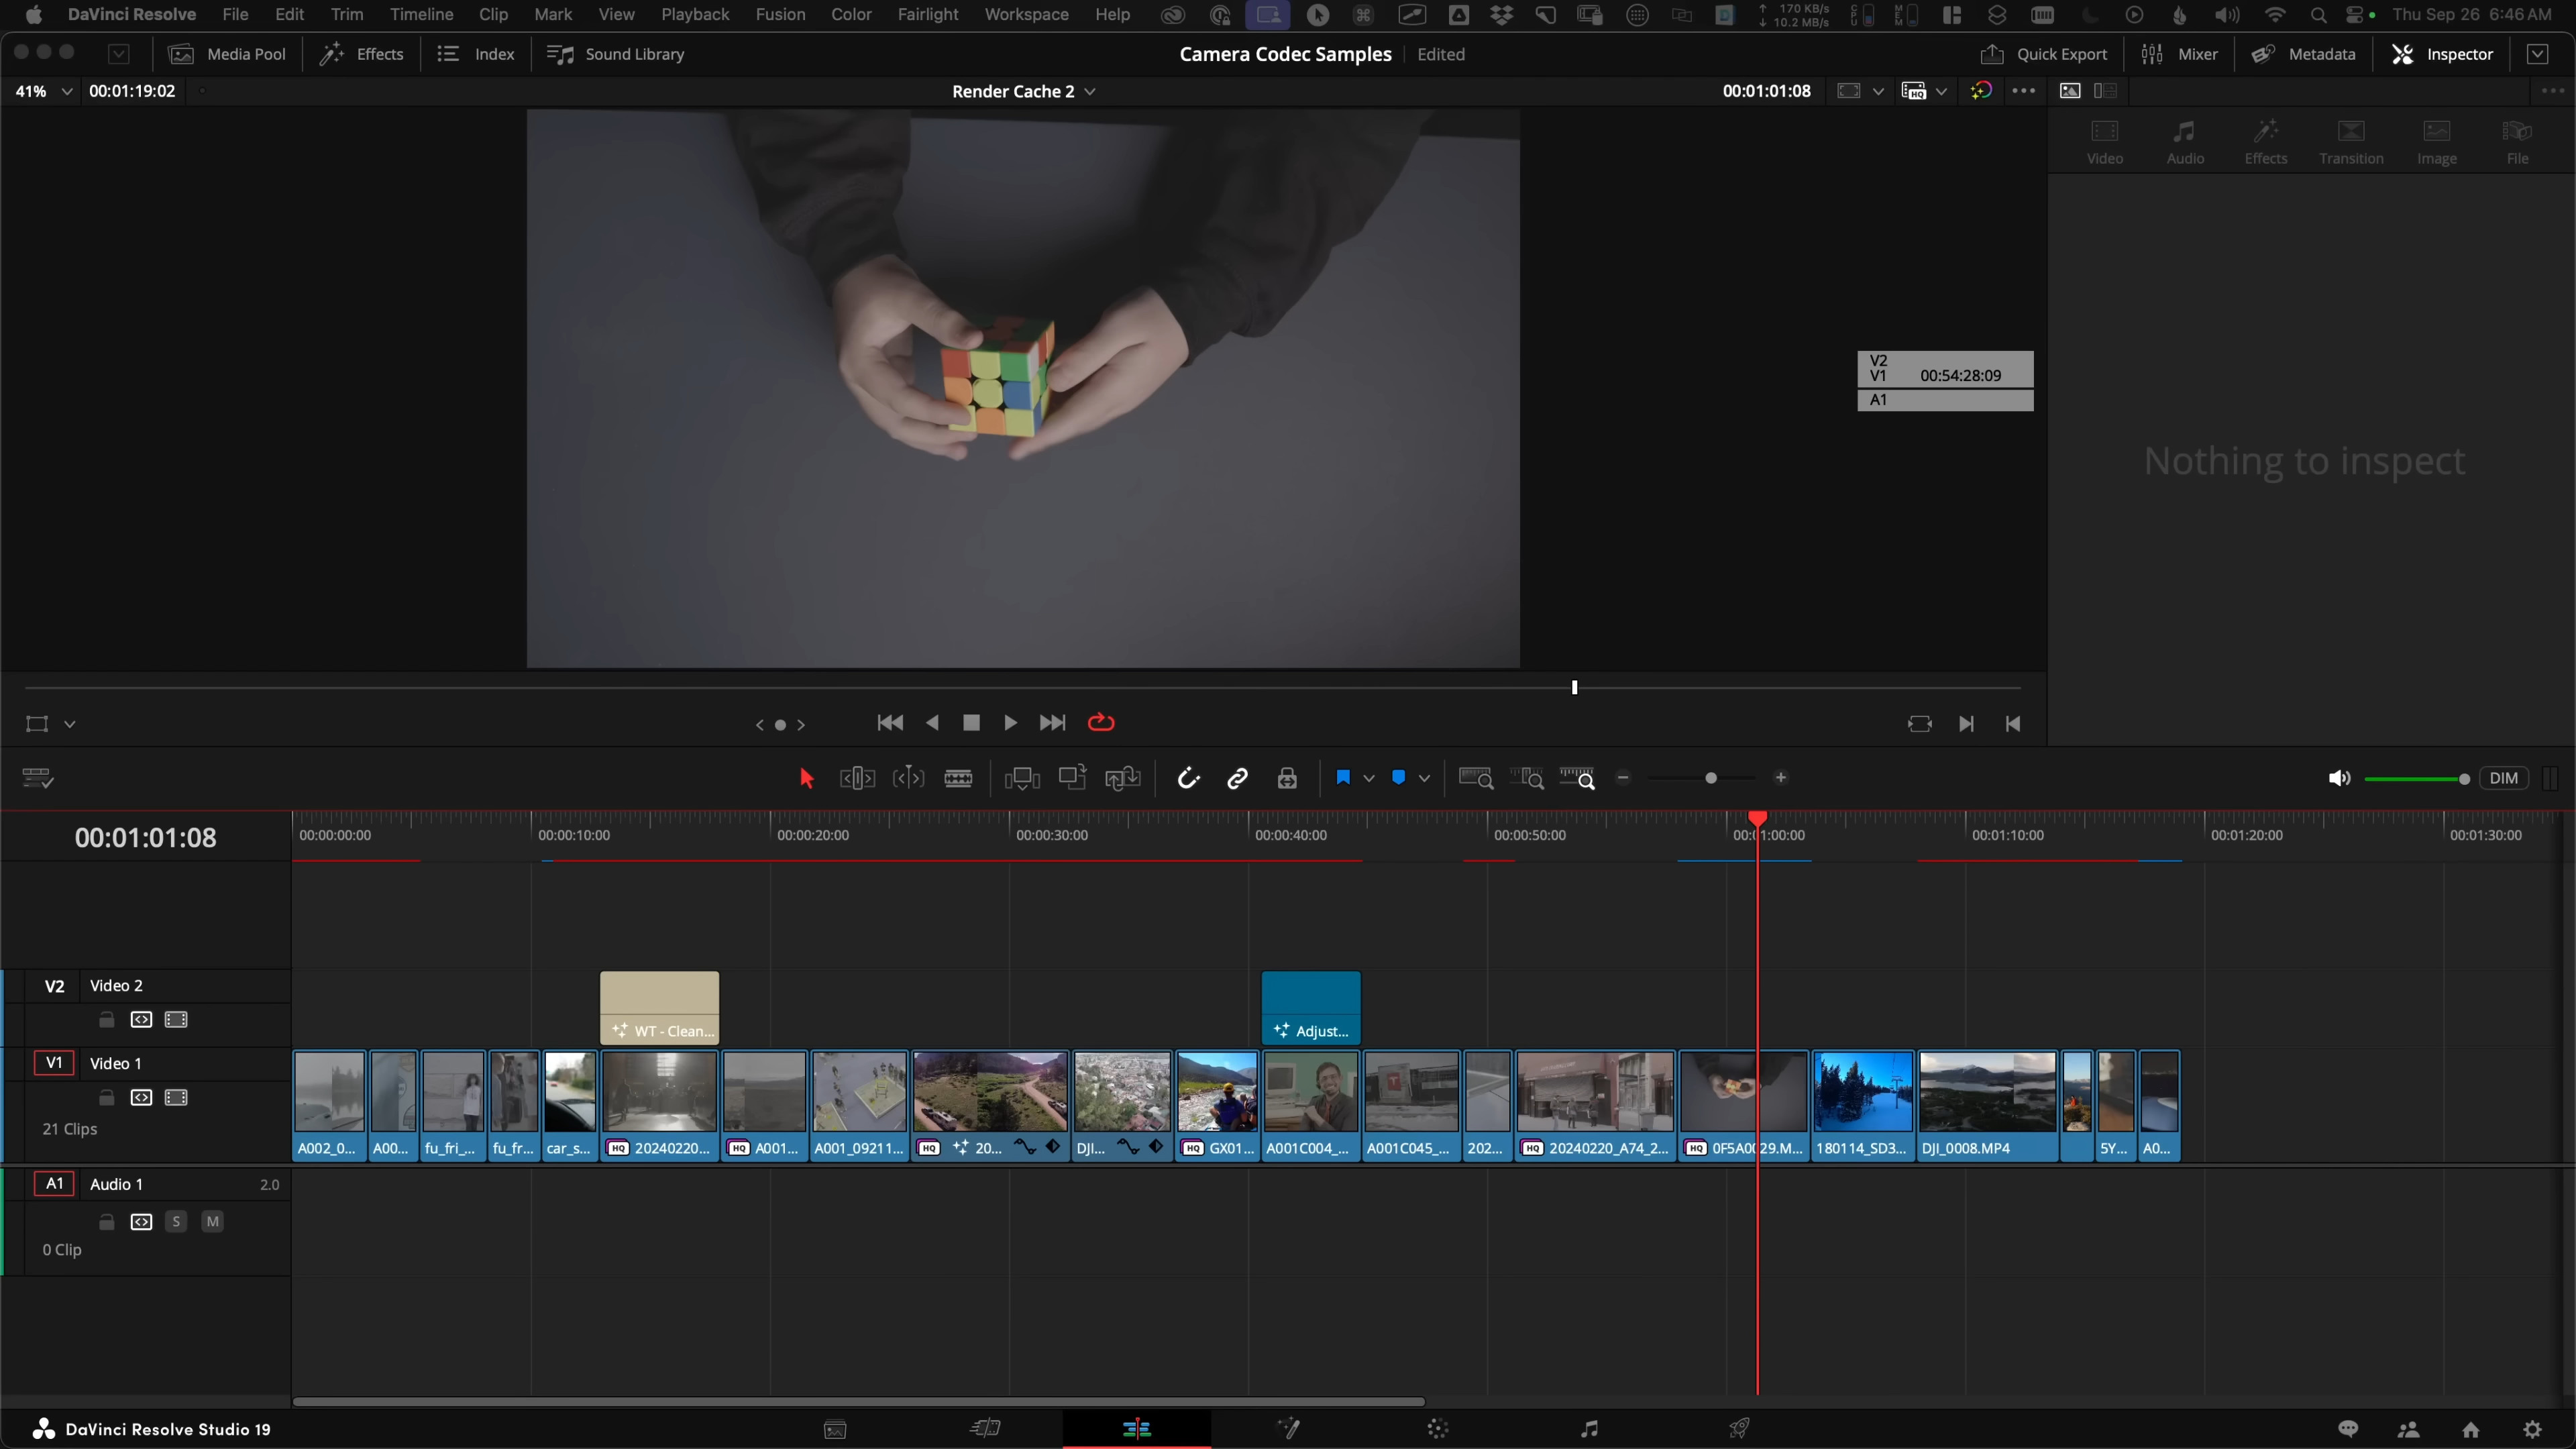 DaVinci Resolve File Edit Trim Timeline Clip Mark View Playback Fusion Color Fairlight Workspace Help
170 KB/s
10.2 MB/s
Thu Sep 26 6:46 AM
Media Pool Effects Index Sound Library
Camera Codec Samples Edited
Quick Export Mixer Metadata Inspector
41% 00:01:19:02
Render Cache 2
00:01:01:08
HQ
Video Audio Effects Transition Image File
V2
V1 00:54:28:09
A1
Nothing to inspect
DIM
00:01:01:08
00:00:00:00 00:00:10:00 00:00:20:00 00:00:30:00 00:00:40:00 00:00:50:00 00:01:00:00 00:01:10:00 00:01:20:00 00:01:30:00
V2 Video 2
WT - Clean... Adjust...
V1 Video 1
21 Clips
A002_0... A00... fu_fri_... fu_fr... car_s... HQ 20240220... HQ A001... A001_09211... HQ 20... DJI... HQ GX01... A001C004_... A001C045_... 202... HQ 20240220_A74_2... HQ 0F5A0029.M... 180114_SD3... DJI_0008.MP4 5Y... A0...
A1 Audio 1 2.0
S M
0 Clip
DaVinci Resolve Studio 19